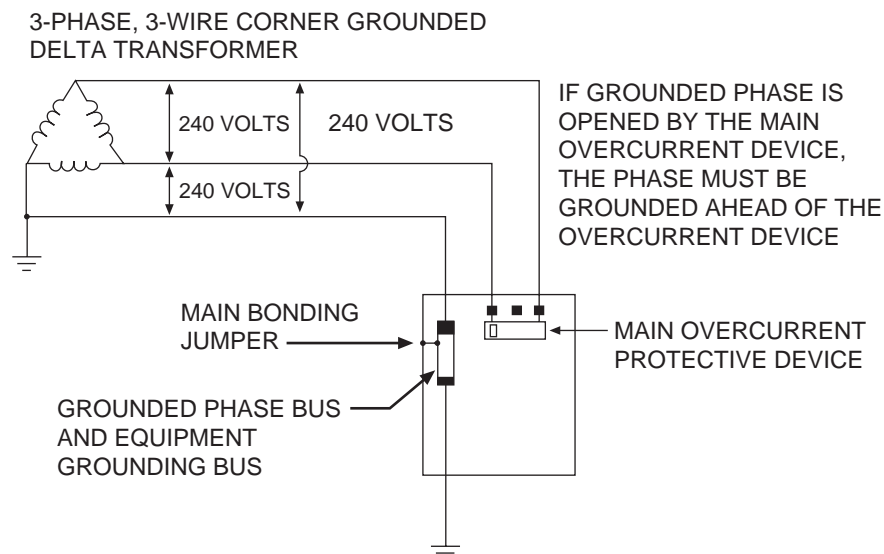 3-PHASE, 3-WIRE CORNER GROUNDED
DELTA TRANSFORMER
240 VOLTS
240 VOLTS
240 VOLTS
IF GROUNDED PHASE IS
OPENED BY THE MAIN
OVERCURRENT DEVICE,
THE PHASE MUST BE
GROUNDED AHEAD OF THE
OVERCURRENT DEVICE
MAIN BONDING
JUMPER
MAIN OVERCURRENT
PROTECTIVE DEVICE
GROUNDED PHASE BUS
AND EQUIPMENT
GROUNDING BUS